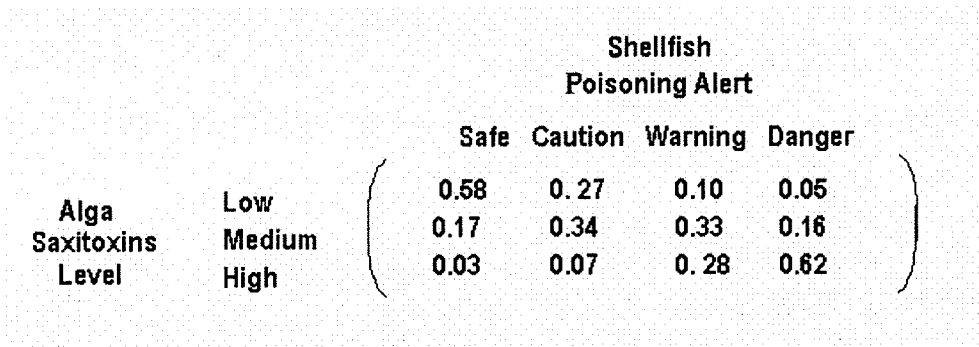 Shellfish
Poisoning Alert
Safe Caution Warning Danger
Low 0.58 0. 27 0.10 0.05
Alga
Saxitoxins
Level
Medium 0.17 0.34 0.33 0.16
High 0.03 0.07 0. 28 0.62